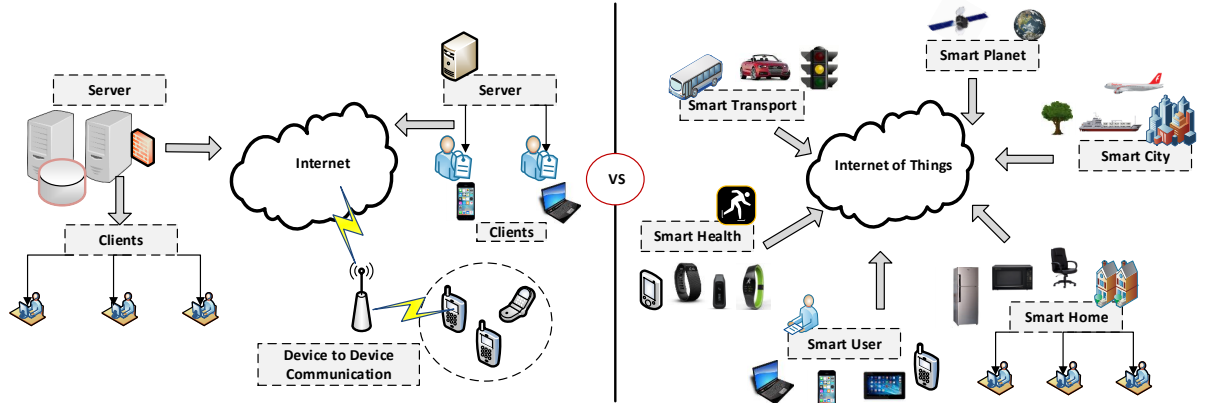 Server
Clients
Internet
Server
Clients
Device to Device
Communication
VS
Smart Planet
Smart Transport
Internet of Things
Smart City
Smart Health
Smart User
Smart Home